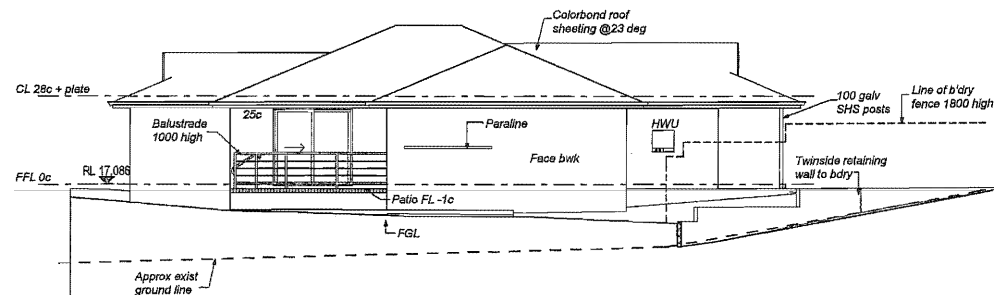 Colorbond roof
sheeting @23 deg
CL 28c + plate
25c
Balustrade
1000 high
Paraline
HWU
100 galv
SHS posts
Line of b'dry
fence 1800 high
Face bwk
Twinside retaining
wall to bdry
RL 17.086
FFL 0c
Patio FL -1c
FGL
Approx exist
ground line